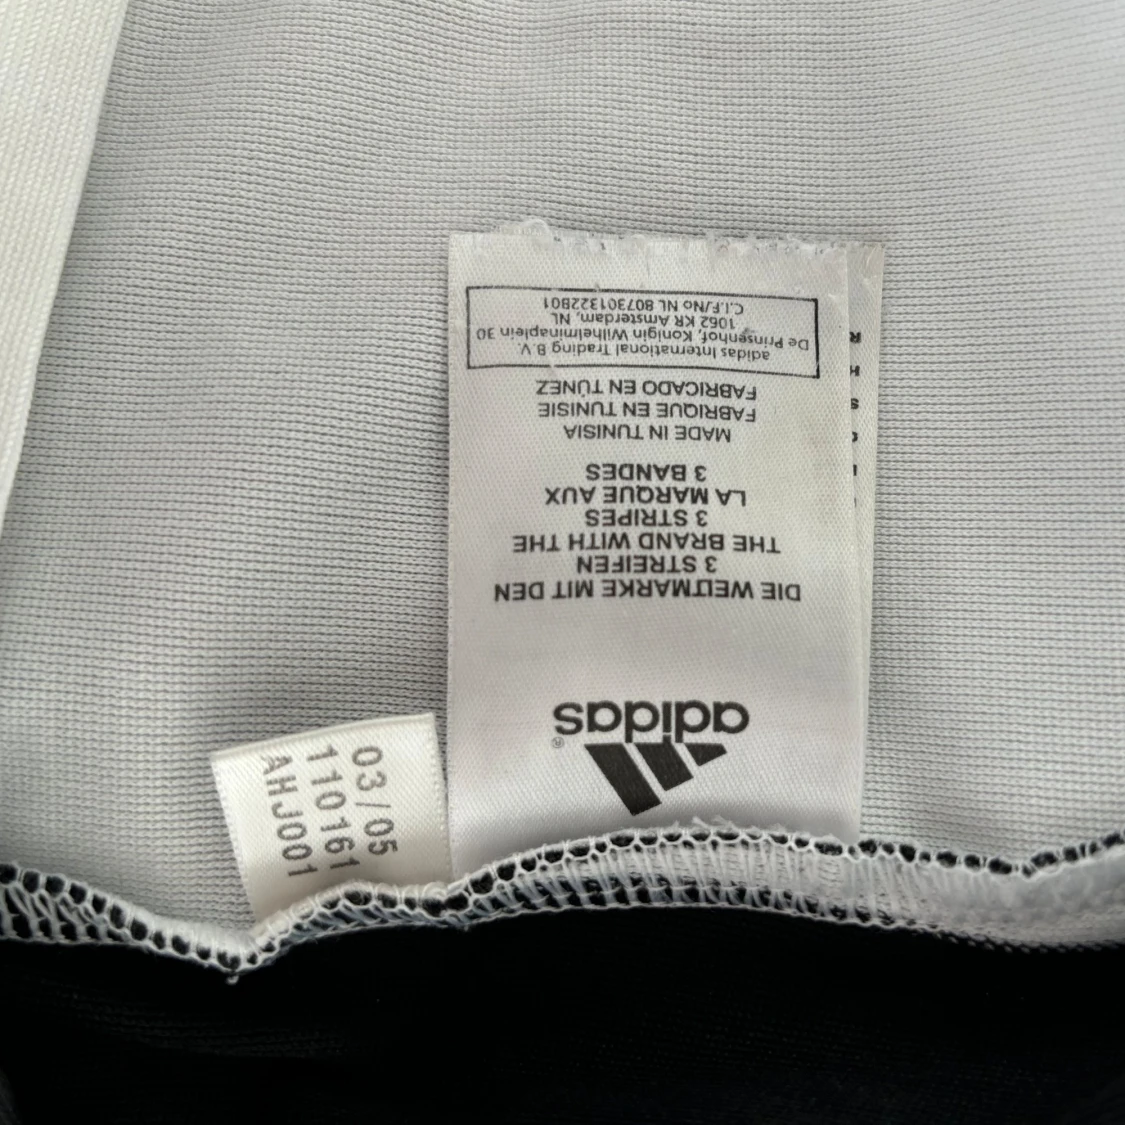 adidas
DIE WELTMARKE MIT DEN
3 STREIFEN
THE BRAND WITH THE
3 STRIPES
LA MARQUE AUX
3 BANDES
MADE IN TUNISIA
FABRIQUE EN TUNISIE
FABRICADO EN TÚNEZ
adidas International Trading B.V.
De Prinsenhof, Konigin Wilhelminaplein 30
1062 KR Amsterdam, NL
C.I.F/No NL 807301322B01
03/05
110161
AHJ001